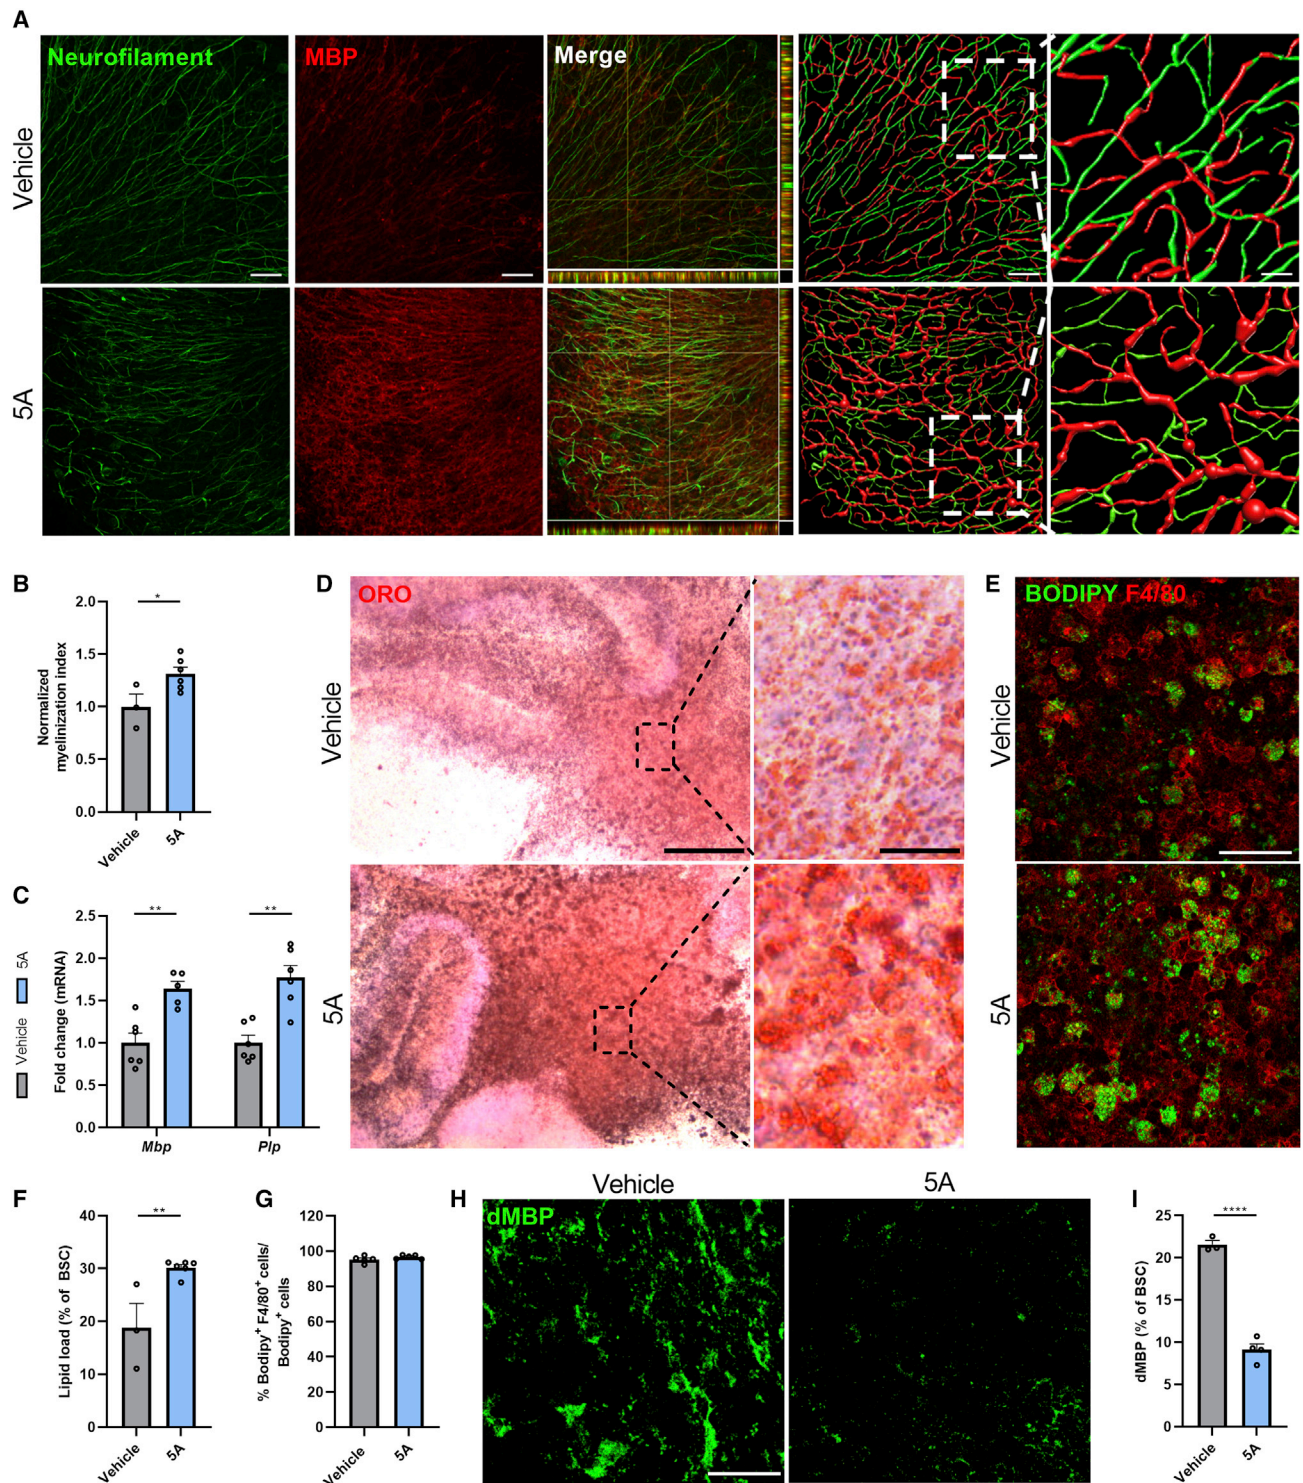 A
Neurofilament
MBP
Merge
Vehicle
5A
B
Normalized
myelinization index
2.0
1.5
1.0
0.5
0.0
*
Vehicle
5A
C
Vehicle
5A
Fold change (mRNA)
2.5
2.0
1.5
1.0
0.5
0.0
**
**
Mbp
Plp
D
ORO
Vehicle
5A
E
BODIPY F4/80
Vehicle
5A
F
Lipid load (% of BSC)
40
30
20
10
0
**
Vehicle
5A
G
% Bodipy+ F4/80+ cells/
Bodipy+ cells
120
100
80
60
40
20
0
Vehicle
5A
H
Vehicle
5A
dMBP
I
dMBP (% of BSC)
25
20
15
10
5
0
****
Vehicle
5A